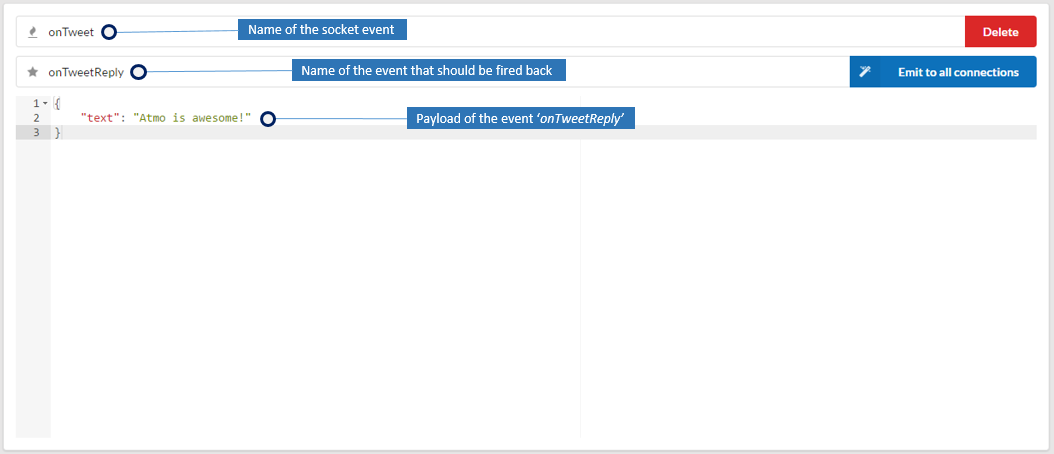 onTweet Name of the socket event Delete
onTweetReply Name of the event that should be fired back Emit to all connections
1 {
2 "text": "Atmo is awesome!" Payload of the event ‘onTweetReply’
3 }